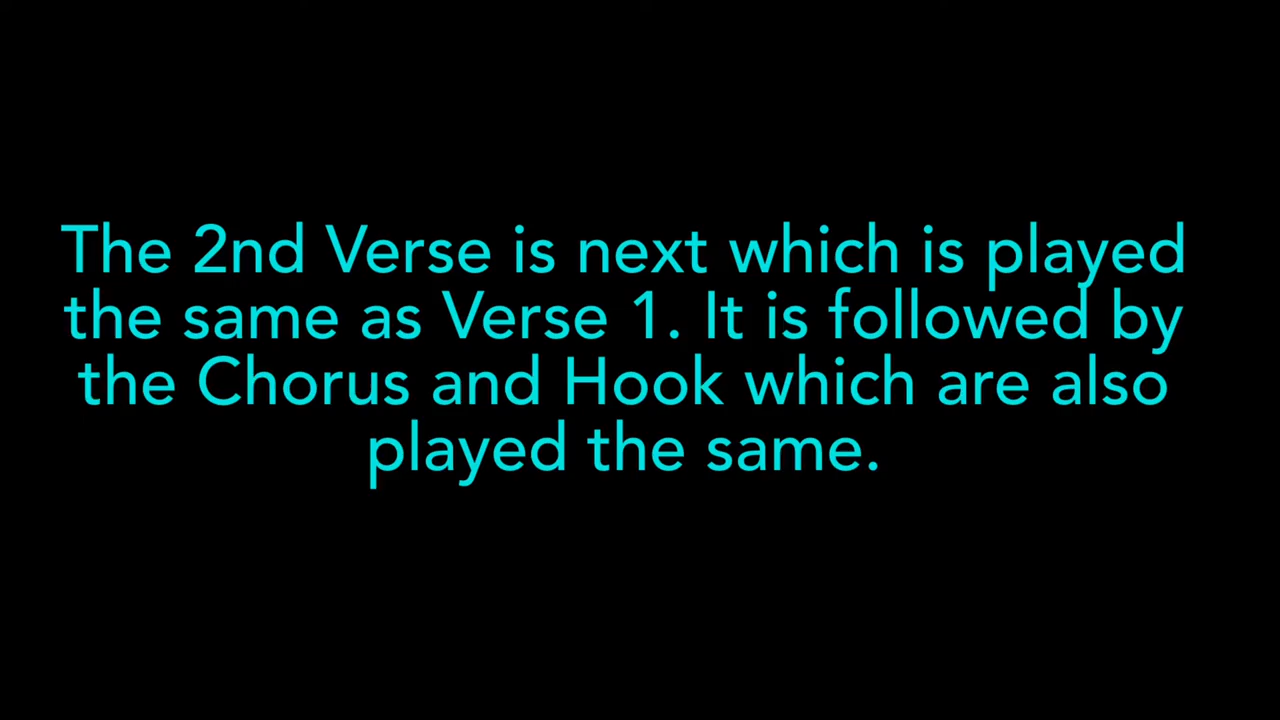 The 2nd Verse is next which is played
the same as Verse 1. It is followed by
the Chorus and Hook which are also
played the same.